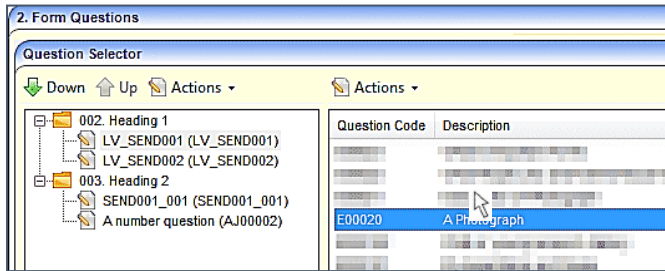 2. Form Questions
Question Selector
Down Up Actions
Actions
002. Heading 1
LV_SEND001 (LV_SEND001)
LV_SEND002 (LV_SEND002)
003. Heading 2
SEND001_001 (SEND001_001)
A number question (AJ00002)
Question Code Description
E00020 A Photograph